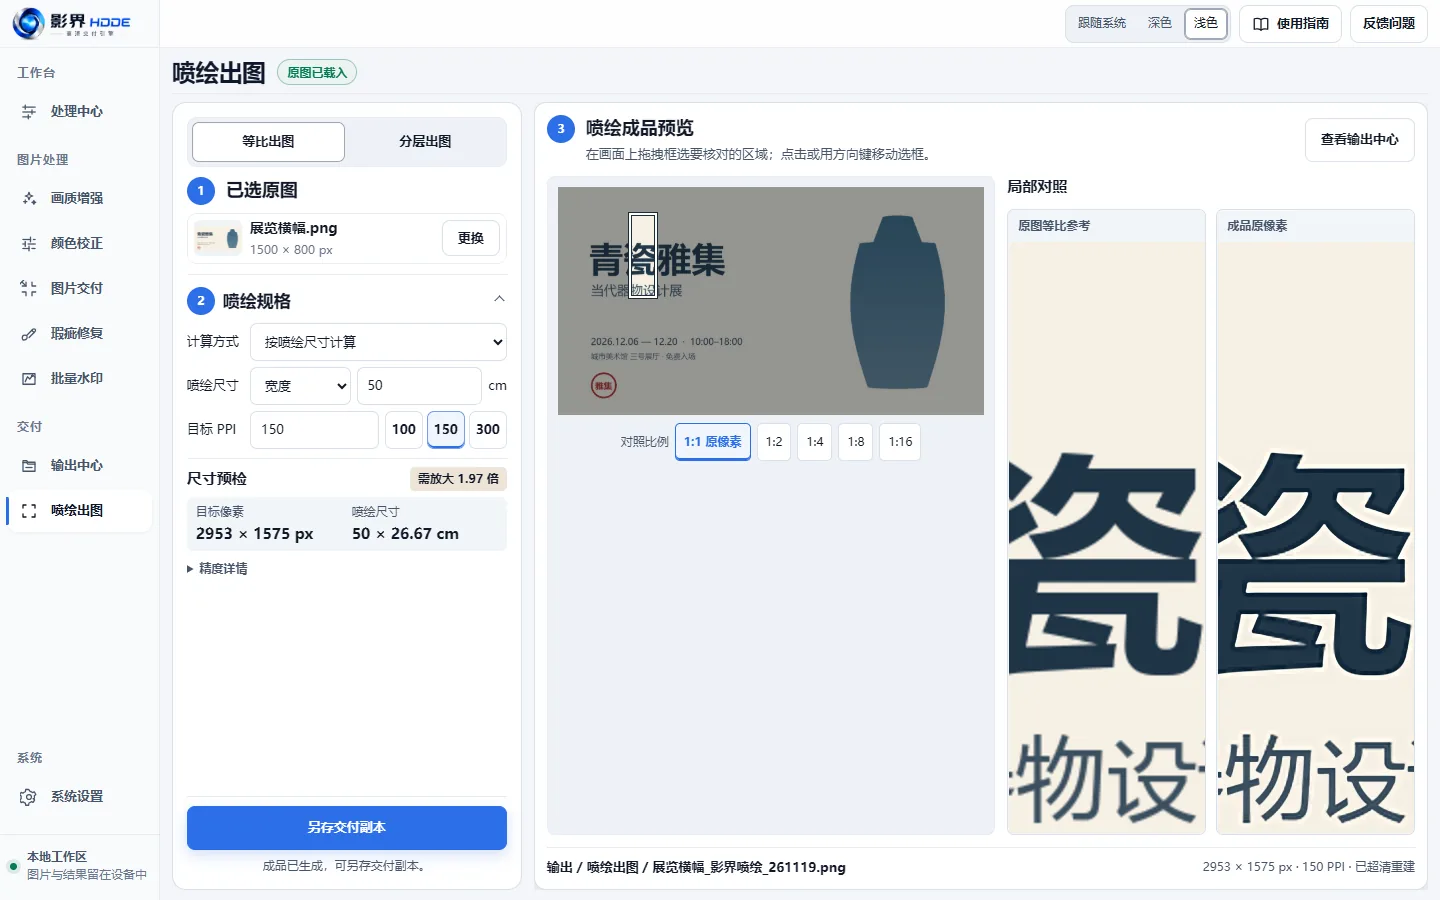 影界 HDDE
跟随系统 深色 浅色 使用指南 反馈问题
工作台
处理中心
图片处理
画质增强
颜色校正
图片交付
瑕疵修复
批量水印
交付
输出中心
喷绘出图
系统
系统设置
本地工作区
图片与结果留在设备中
喷绘出图 原图已载入
等比出图 分层出图
1 已选原图
展览横幅.png
1500 × 800 px
更换
2 喷绘规格
计算方式 按喷绘尺寸计算
喷绘尺寸 宽度 50 cm
目标 PPI 150 100 150 300
尺寸预检 需放大 1.97 倍
目标像素 喷绘尺寸
2953 × 1575 px 50 × 26.67 cm
精度详情
另存交付副本
成品已生成，可另存交付副本。
3 喷绘成品预览
在画面上拖拽框选要核对的区域；点击或用方向键移动选框。
查看输出中心
青瓷雅集
当代器物设计展
2026.12.06 — 12.20 · 10:00–18:00
城市美术馆 三号展厅 · 免费入场
雅集
对照比例 1:1 原像素 1:2 1:4 1:8 1:16
局部对照
原图等比参考 成品原像素
瓷 瓷
物设 物设
输出 / 喷绘出图 / 展览横幅_影界喷绘_261119.png
2953 × 1575 px · 150 PPI · 已超清重建